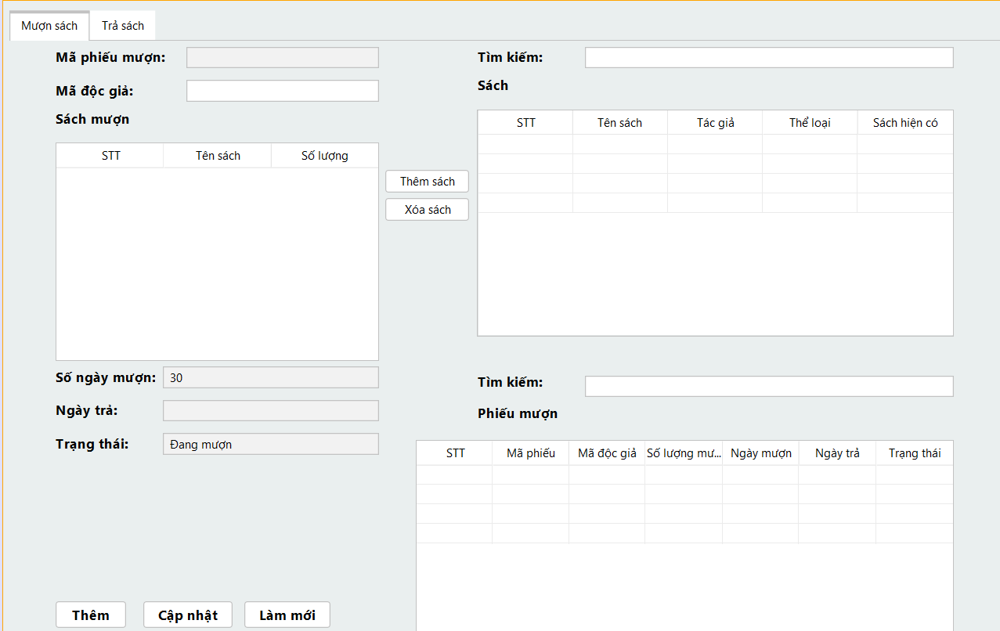 Mượn sách
Trả sách
Mã phiếu mượn:
Mã độc giả:
Sách mượn
STT Tên sách Số lượng
Thêm sách
Xóa sách
Số ngày mượn: 30
Ngày trả:
Trạng thái: Đang mượn
Thêm
Cập nhật
Làm mới
Tìm kiếm:
Sách
STT Tên sách Tác giả Thể loại Sách hiện có
Tìm kiếm:
Phiếu mượn
STT Mã phiếu Mã độc giả Số lượng mư... Ngày mượn Ngày trả Trạng thái